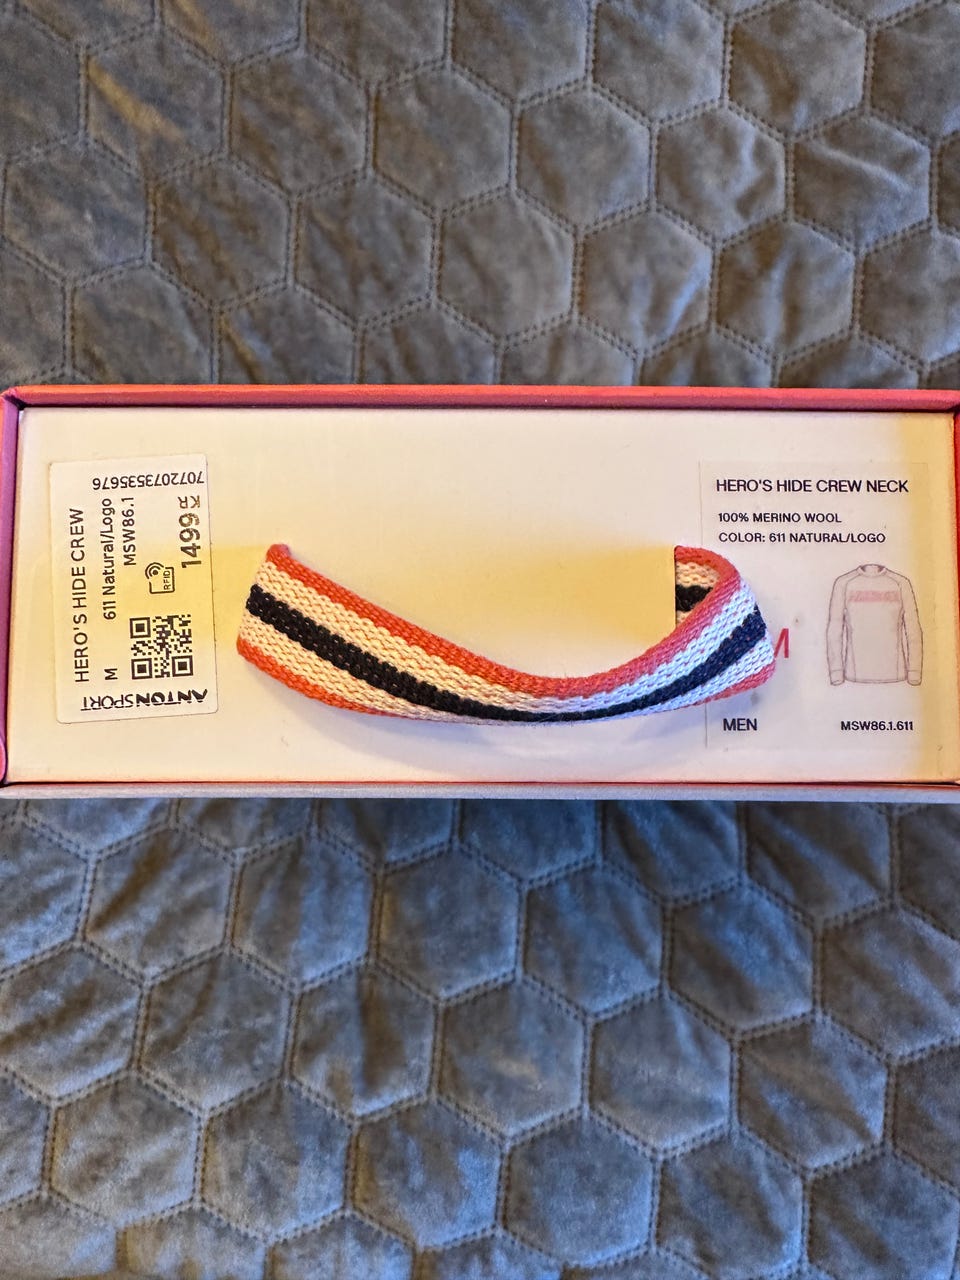 HERO'S HIDE CREW
611 Natural/Logo
M
MSW86.1
RFID
1499 KR
7072073535676
ANTONSPORT
HERO'S HIDE CREW NECK
100% MERINO WOOL
COLOR: 611 NATURAL/LOGO
M
MEN
MSW86.1.611